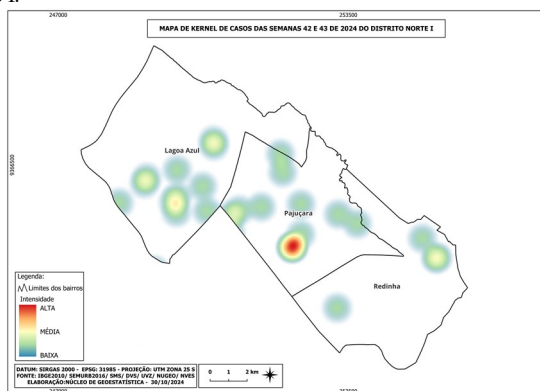 247000
253500
MAPA DE KERNEL DE CASOS DAS SEMANAS 42 E 43 DE 2024 DO DISTRITO NORTE I
9366500
Lagoa Azul
Pajuçara
Redinha
Legenda:
Limites dos bairros
Intensidade
ALTA
MÉDIA
BAIXA
DATUM: SIRGAS 2000 - EPSG: 31985 - PROJEÇÃO: UTM ZONA 25 S
FONTE: IBGE2010/ SEMURB2016/ SMS/ DVS/ UVZ/ NUGEO/ NVES
ELABORAÇÃO:NÚCLEO DE GEOESTATÍSTICA - 30/10/2024
0 1 2 km